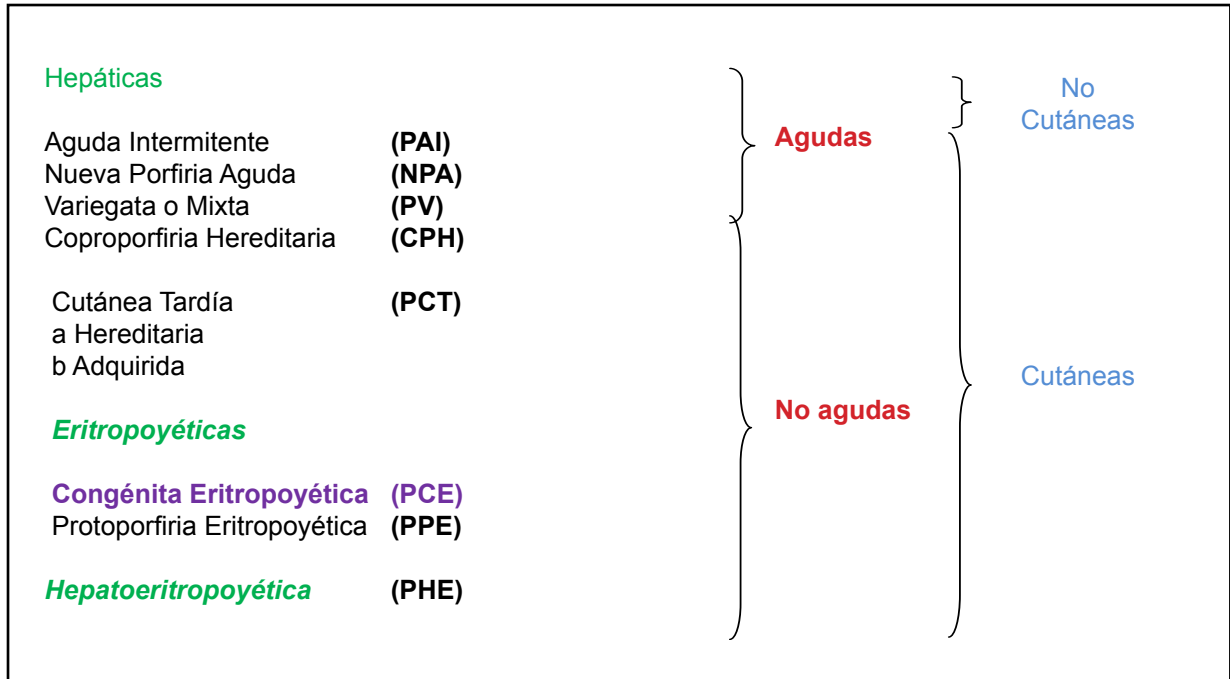 Hepáticas
Aguda Intermitente (PAI)
Nueva Porfiria Aguda (NPA)
Variegata o Mixta (PV)
Coproporfiria Hereditaria (CPH)
Cutánea Tardía (PCT)
a Hereditaria
b Adquirida
Eritropoyéticas
Congénita Eritropoyética (PCE)
Protoporfiria Eritropoyética (PPE)
Hepatoeritropoyética (PHE)
Agudas
No agudas
No
Cutáneas
Cutáneas